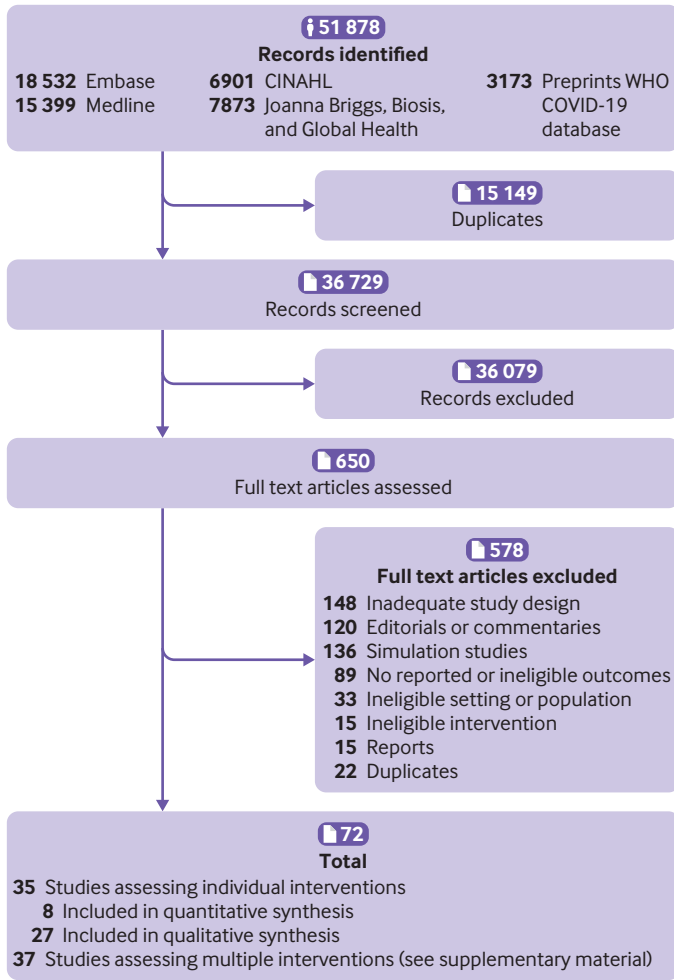 51 878
Records identified
18 532 Embase
15 399 Medline
6901 CINAHL
7873 Joanna Briggs, Biosis,
and Global Health
3173 Preprints WHO
COVID-19
database
15 149
Duplicates
36 729
Records screened
36 079
Records excluded
650
Full text articles assessed
578
Full text articles excluded
148 Inadequate study design
120 Editorials or commentaries
136 Simulation studies
89 No reported or ineligible outcomes
33 Ineligible setting or population
15 Ineligible intervention
15 Reports
22 Duplicates
72
Total
35 Studies assessing individual interventions
8 Included in quantitative synthesis
27 Included in qualitative synthesis
37 Studies assessing multiple interventions (see supplementary material)